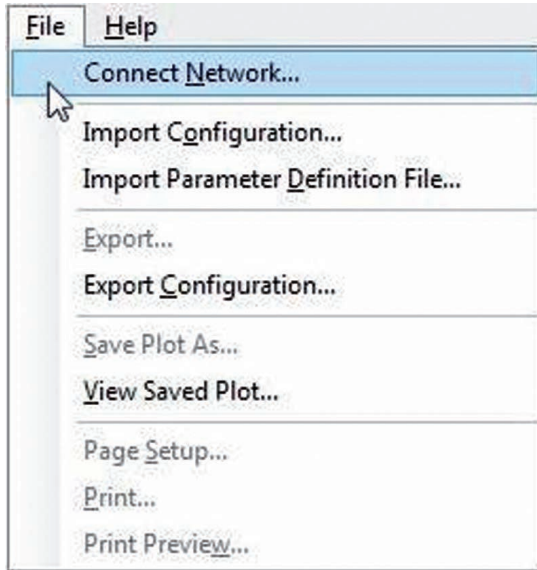 File Help
Connect Network...
Import Configuration...
Import Parameter Definition File...
Export...
Export Configuration...
Save Plot As...
View Saved Plot...
Page Setup...
Print...
Print Preview...